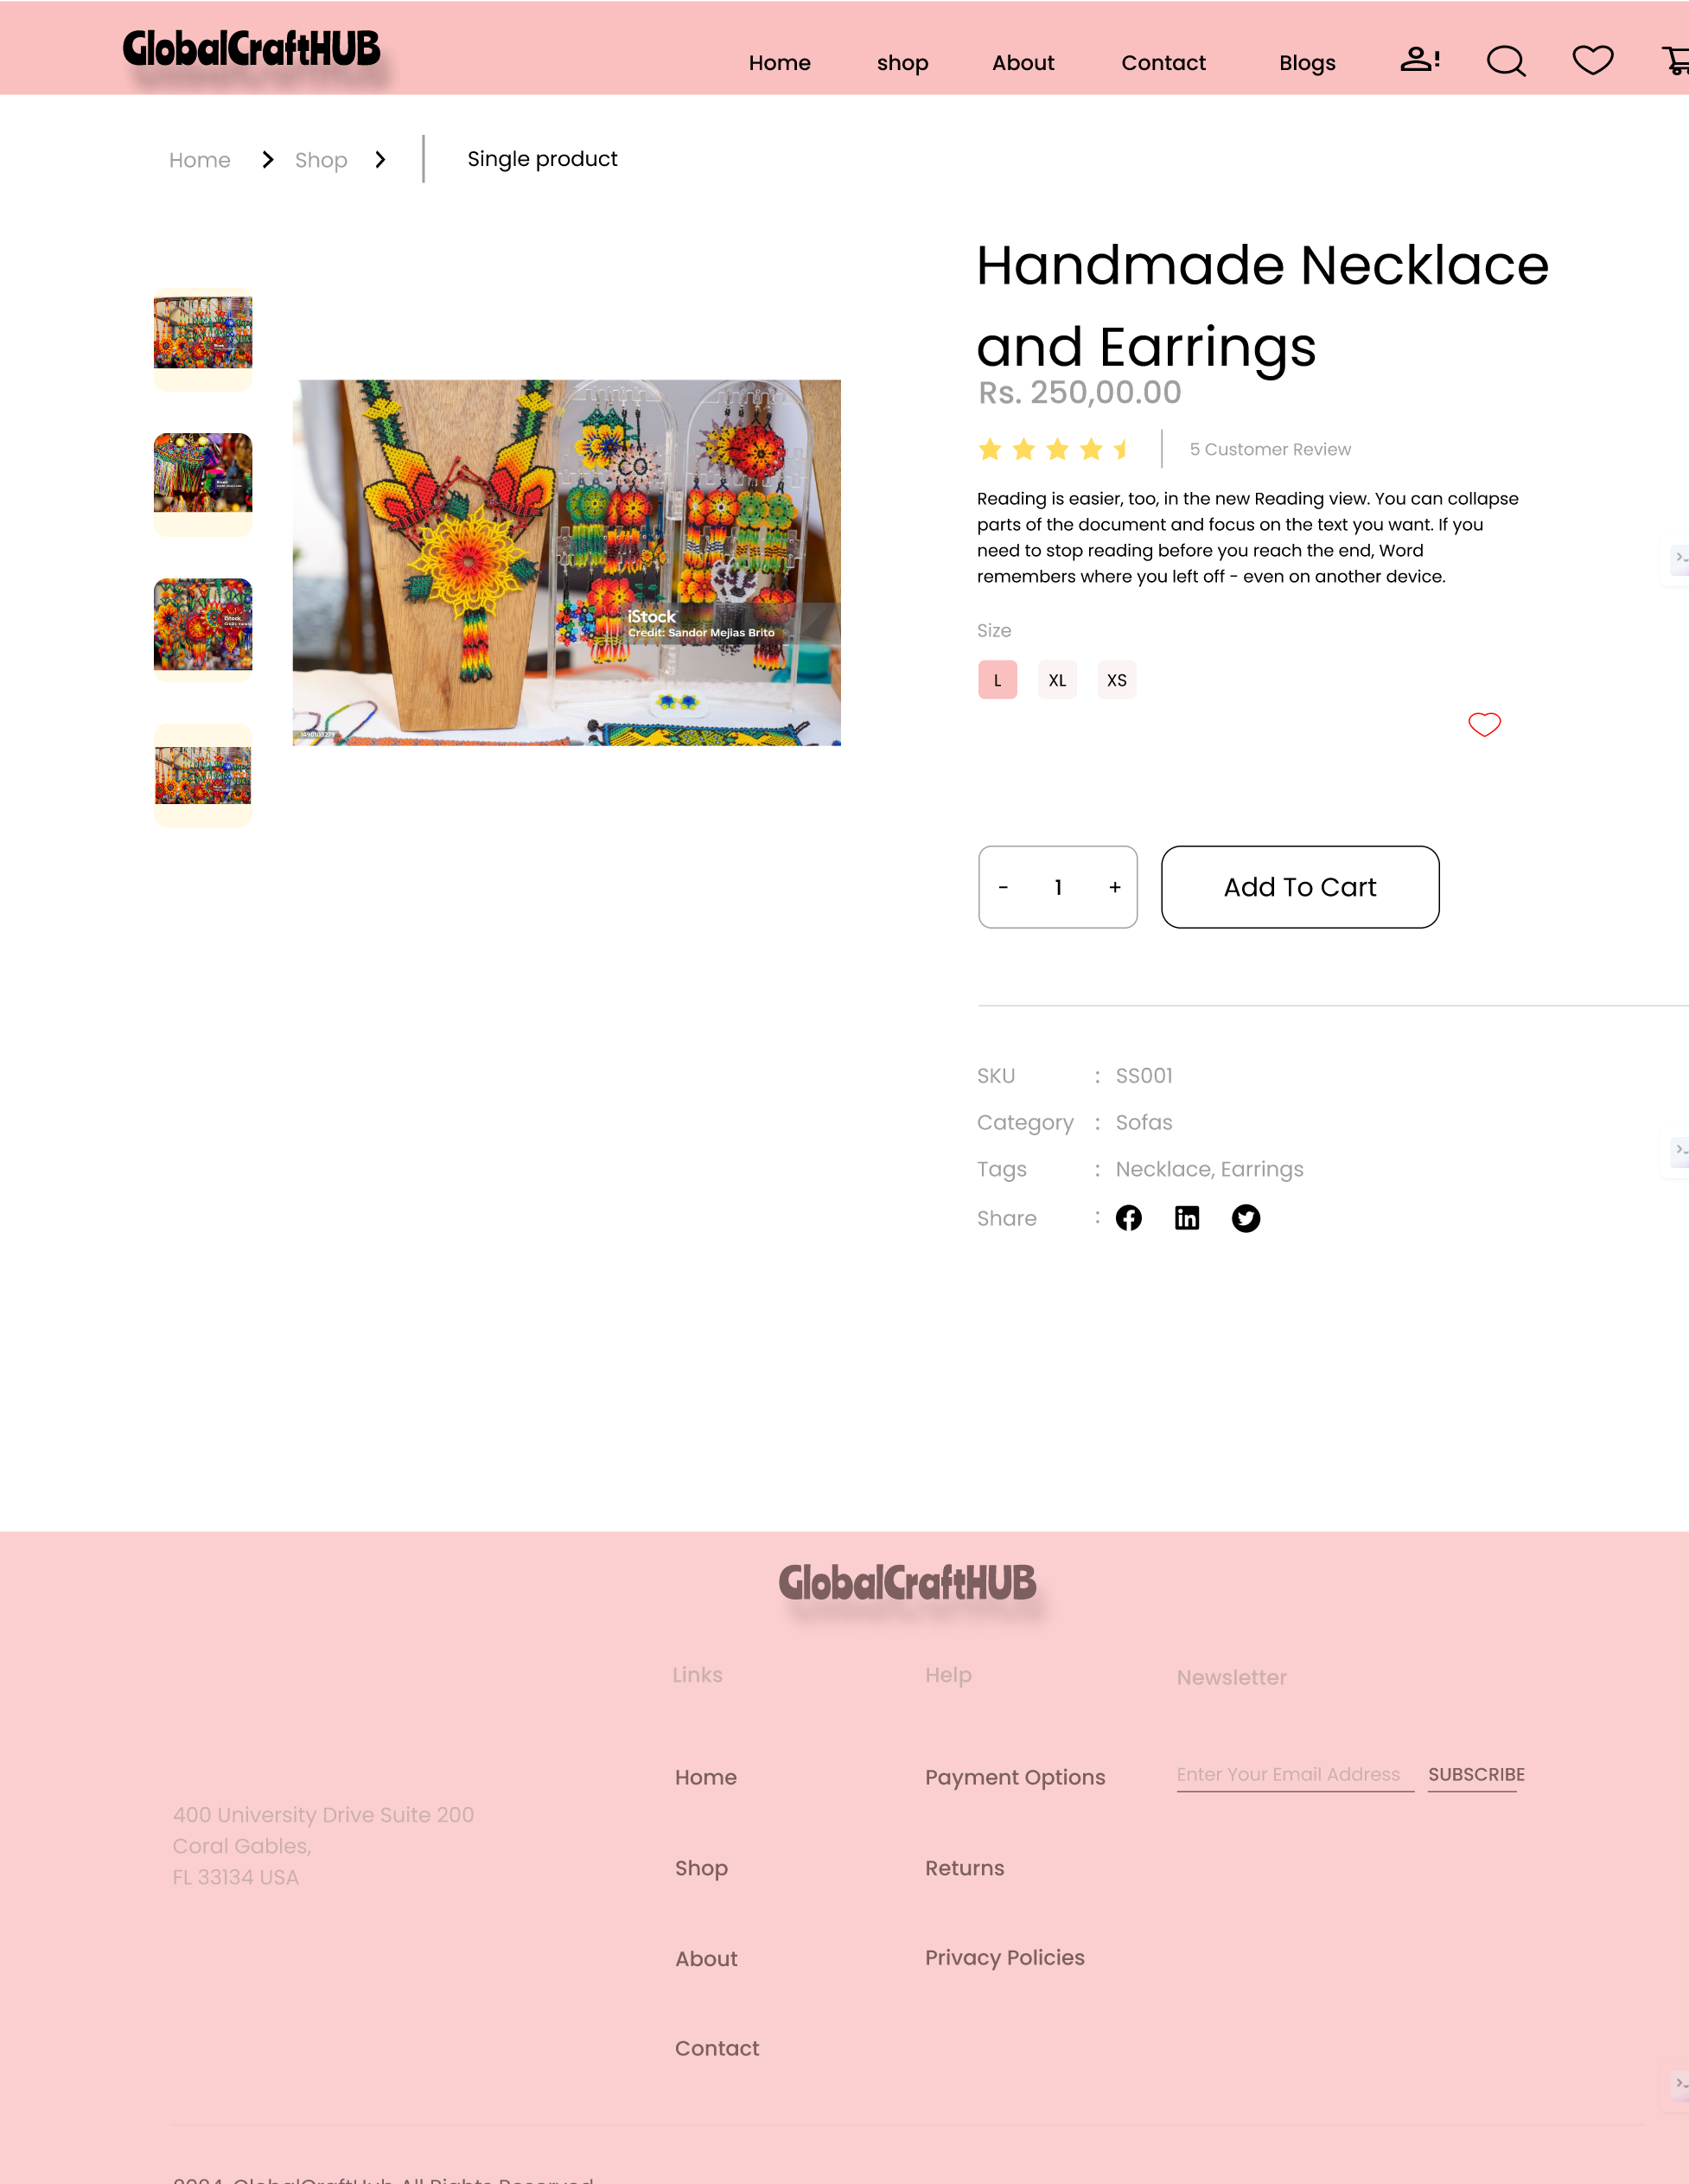 GlobalCraftHUB
Home shop About Contact Blogs
Home Shop Single product
Handmade Necklace
and Earrings
Rs. 250,00.00
5 Customer Review
Reading is easier, too, in the new Reading view. You can collapse
parts of the document and focus on the text you want. If you
need to stop reading before you reach the end, Word
remembers where you left off - even on another device.
CO
iStock
Credit: Sandor Mejias Brito
Size
L XL XS
- 1 +
Add To Cart
SKU : SS001
Category : Sofas
Tags : Necklace, Earrings
Share :
GlobalCraftHUB
Links
Help
Newsletter
Home
Payment Options
Enter Your Email Address SUBSCRIBE
400 University Drive Suite 200
Coral Gables,
FL 33134 USA
Shop
Returns
About
Privacy Policies
Contact